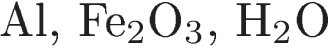 Al, Fe₂O₃, H₂O